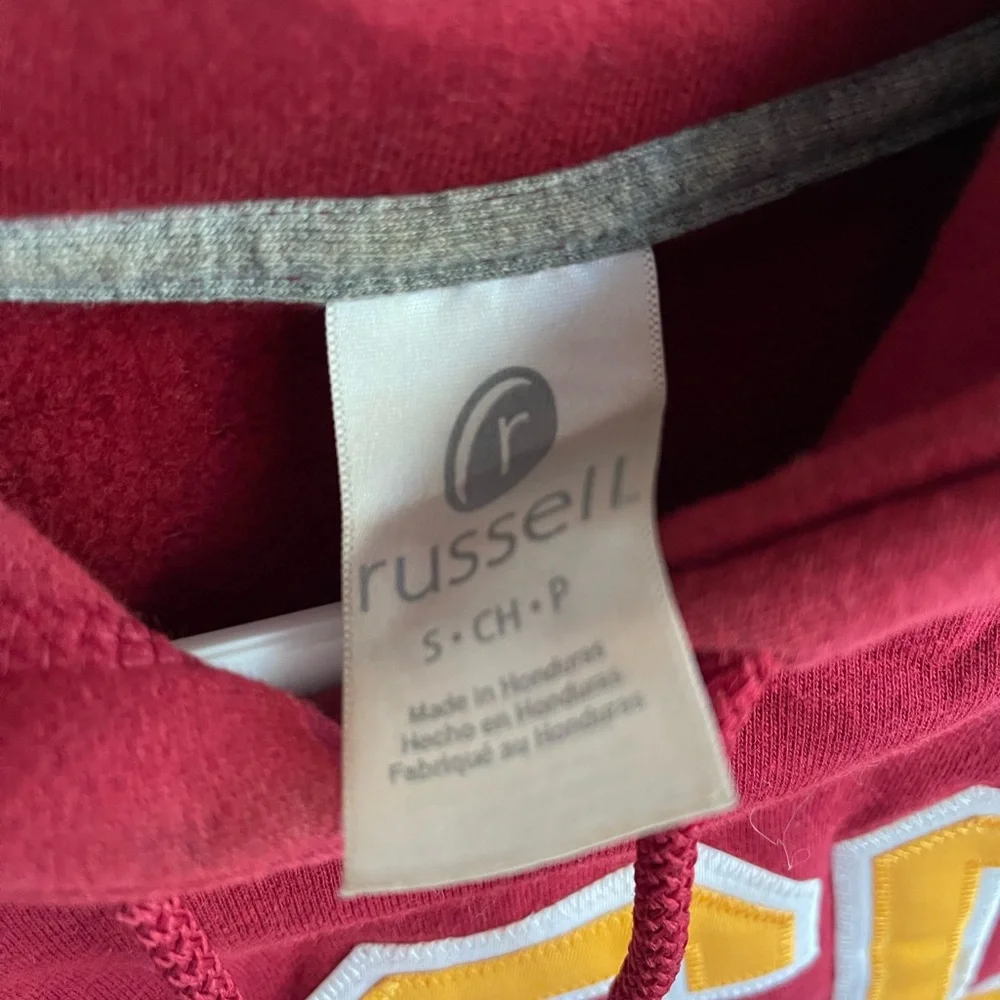 r
russell
S • CH • P
Made in Honduras
Hecho en Honduras
Fabriqué au Honduras